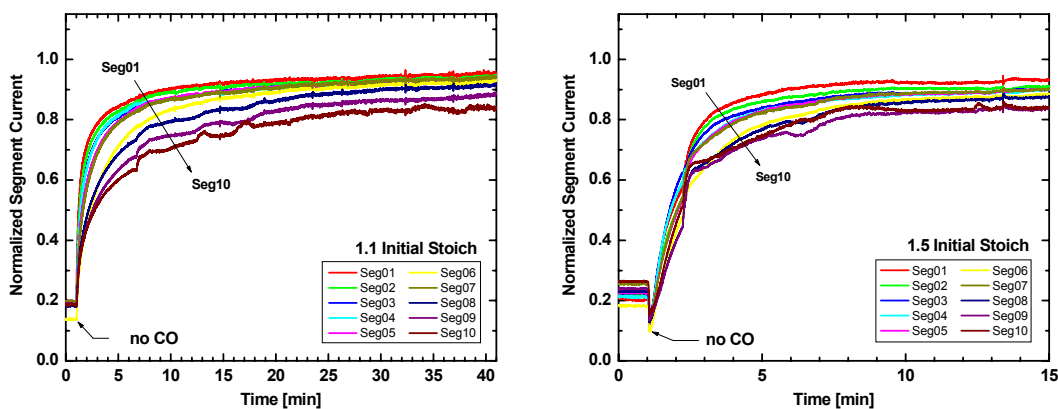 Normalized Segment Current
1.0
0.8
0.6
0.4
0.2
0.0
Seg01
Seg10
1.1 Initial Stoich
Seg01 Seg06
Seg02 Seg07
Seg03 Seg08
Seg04 Seg09
Seg05 Seg10
no CO
0 5 10 15 20 25 30 35 40
Time [min]
Normalized Segment Current
1.0
0.8
0.6
0.4
0.2
0.0
Seg01
Seg10
1.5 Initial Stoich
Seg01 Seg06
Seg02 Seg07
Seg03 Seg08
Seg04 Seg09
Seg05 Seg10
no CO
0 5 10 15
Time [min]